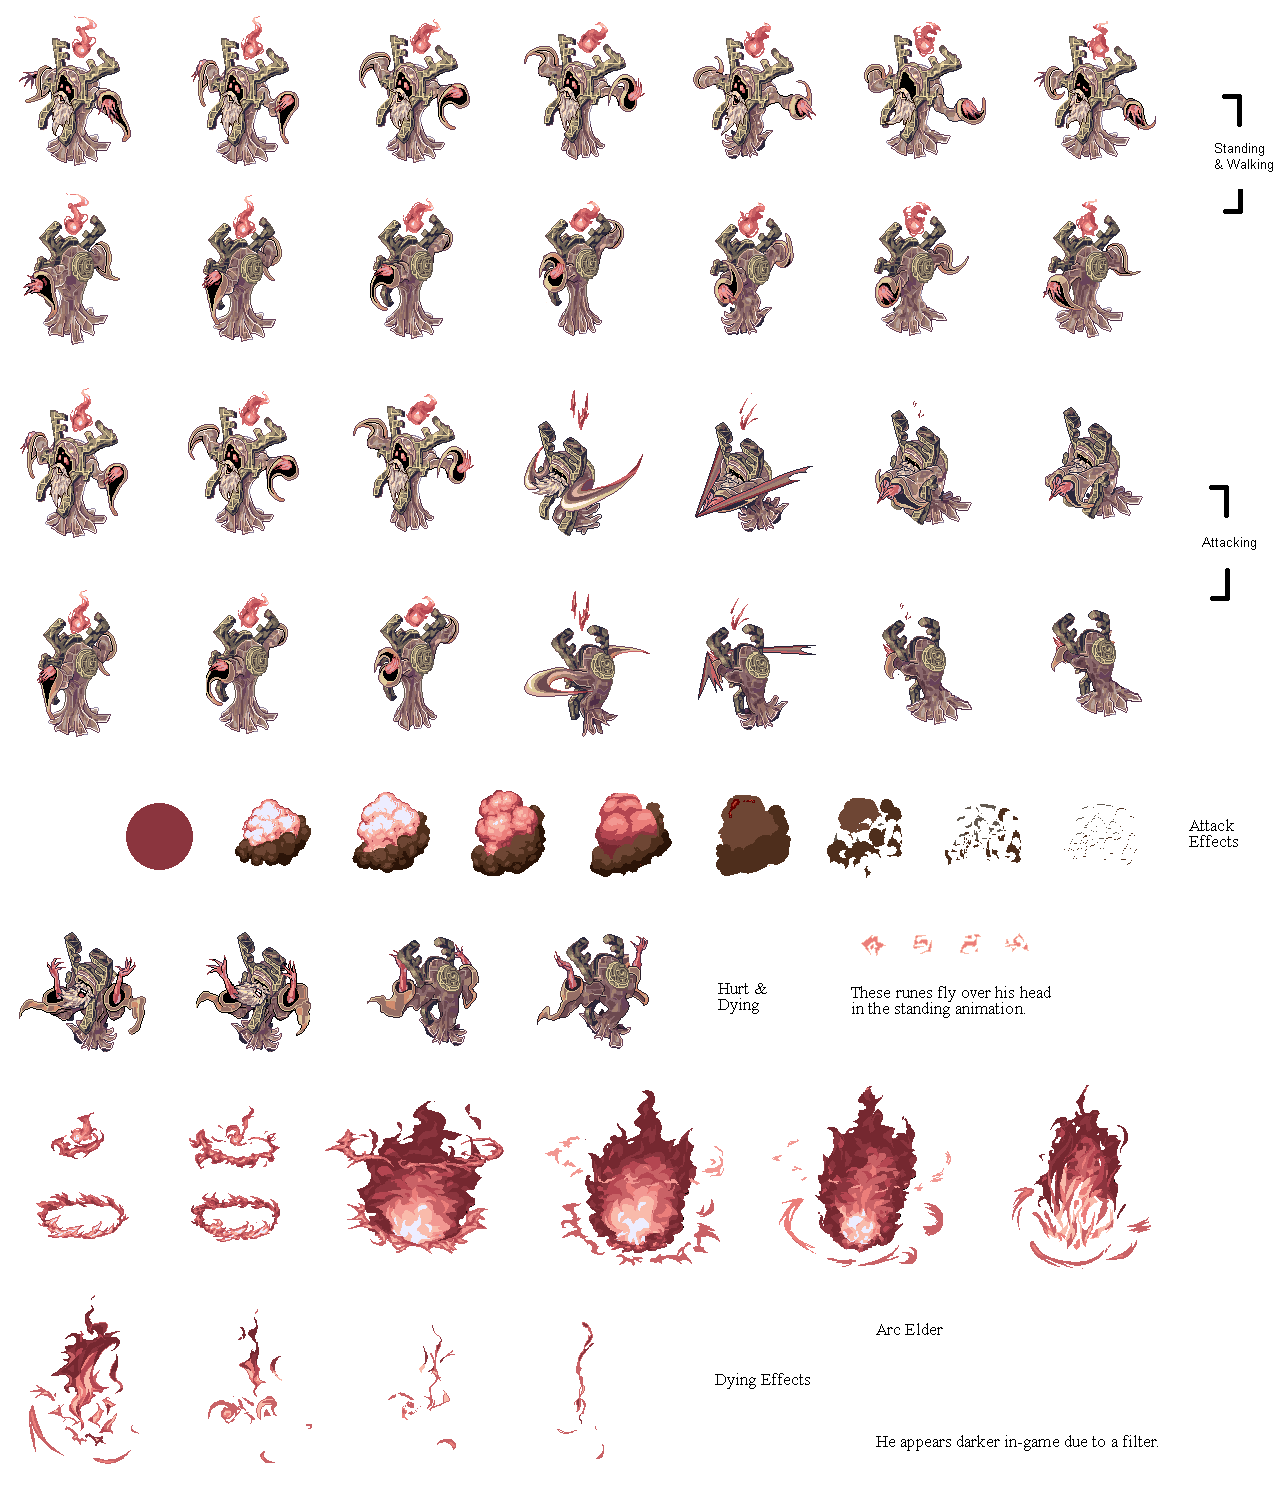 Standing
& Walking
Attacking
Attack
Effects
Hurt &
Dying
These runes fly over his head
in the standing animation.
Arc Elder
Dying Effects
He appears darker in-game due to a filter.